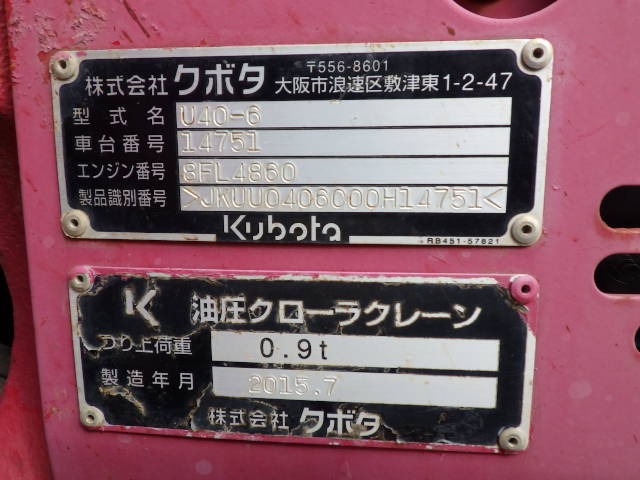 〒556-8601
株式会社クボタ 大阪市浪速区敷津東1-2-47
型式名 U40-6
車台番号 14751
エンジン番号 8FL4860
製品識別番号 >JKUU0406000H14751<
Kubota
RB451-57821
K 油圧クローラクレーン
つり上荷重 0.9t
製造年月 2015.7
株式会社 クボタ